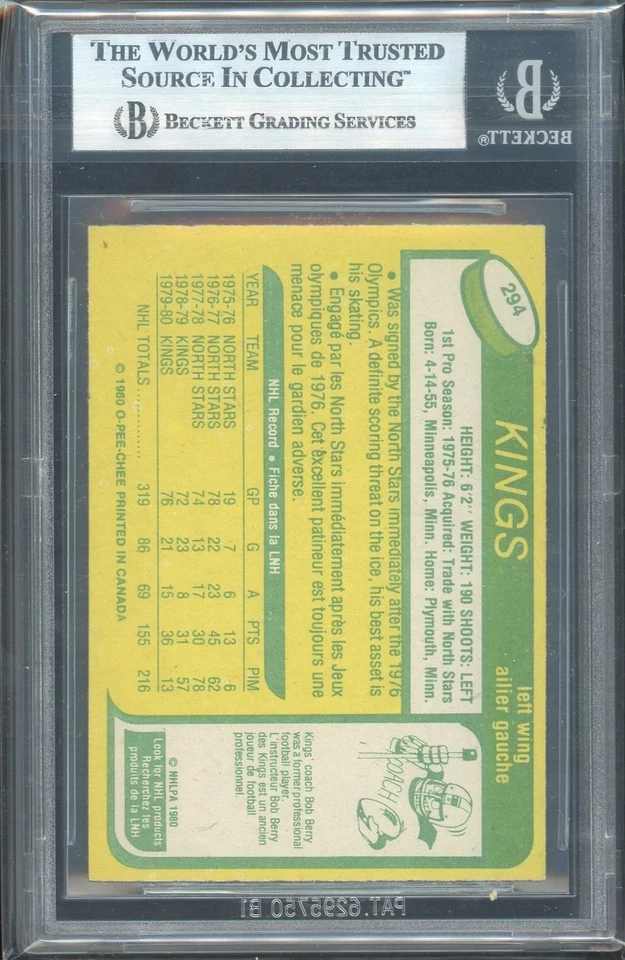 THE WORLD'S MOST TRUSTED
SOURCE IN COLLECTING™
B BECKETT GRADING SERVICES
B
BECKETT®
294
KINGS
left wing
ailier gauche
HEIGHT: 6'2" WEIGHT: 190 SHOOTS: LEFT
1st Pro Season: 1975-76 Acquired: Trade with North Stars
Born: 4-14-55, Minneapolis, Minn. Home: Plymouth, Minn.
• Was signed by the North Stars immediately after the 1976
Olympics. A definite scoring threat on the ice, his best asset is
his skating.
• Engagé par les North Stars immédiatement après les Jeux
olympiques de 1976. Cet excellent patineur est toujours une
menace pour le gardien adverse.
NHL Record • Fiche dans la LNH
YEAR TEAM GP G A PTS PIM
1975-76 NORTH STARS 19 7 6 13 6
1976-77 NORTH STARS 78 22 23 45 62
1977-78 NORTH STARS 74 13 17 30 78
1978-79 KINGS 72 23 8 31 57
1979-80 KINGS 76 21 15 36 13
NHL TOTALS............ 319 86 69 155 216
© 1980 O-PEE-CHEE PRINTED IN CANADA
COACH
Kings' coach Bob Berry
was a former professional
football player.
L'instructeur Bob Berry
des Kings est un ancien
joueur de football
professionnel.
© NHLPA 1980
Look for NHL products
Recherchez les
produits de la LNH
PAT. 6295750 B1